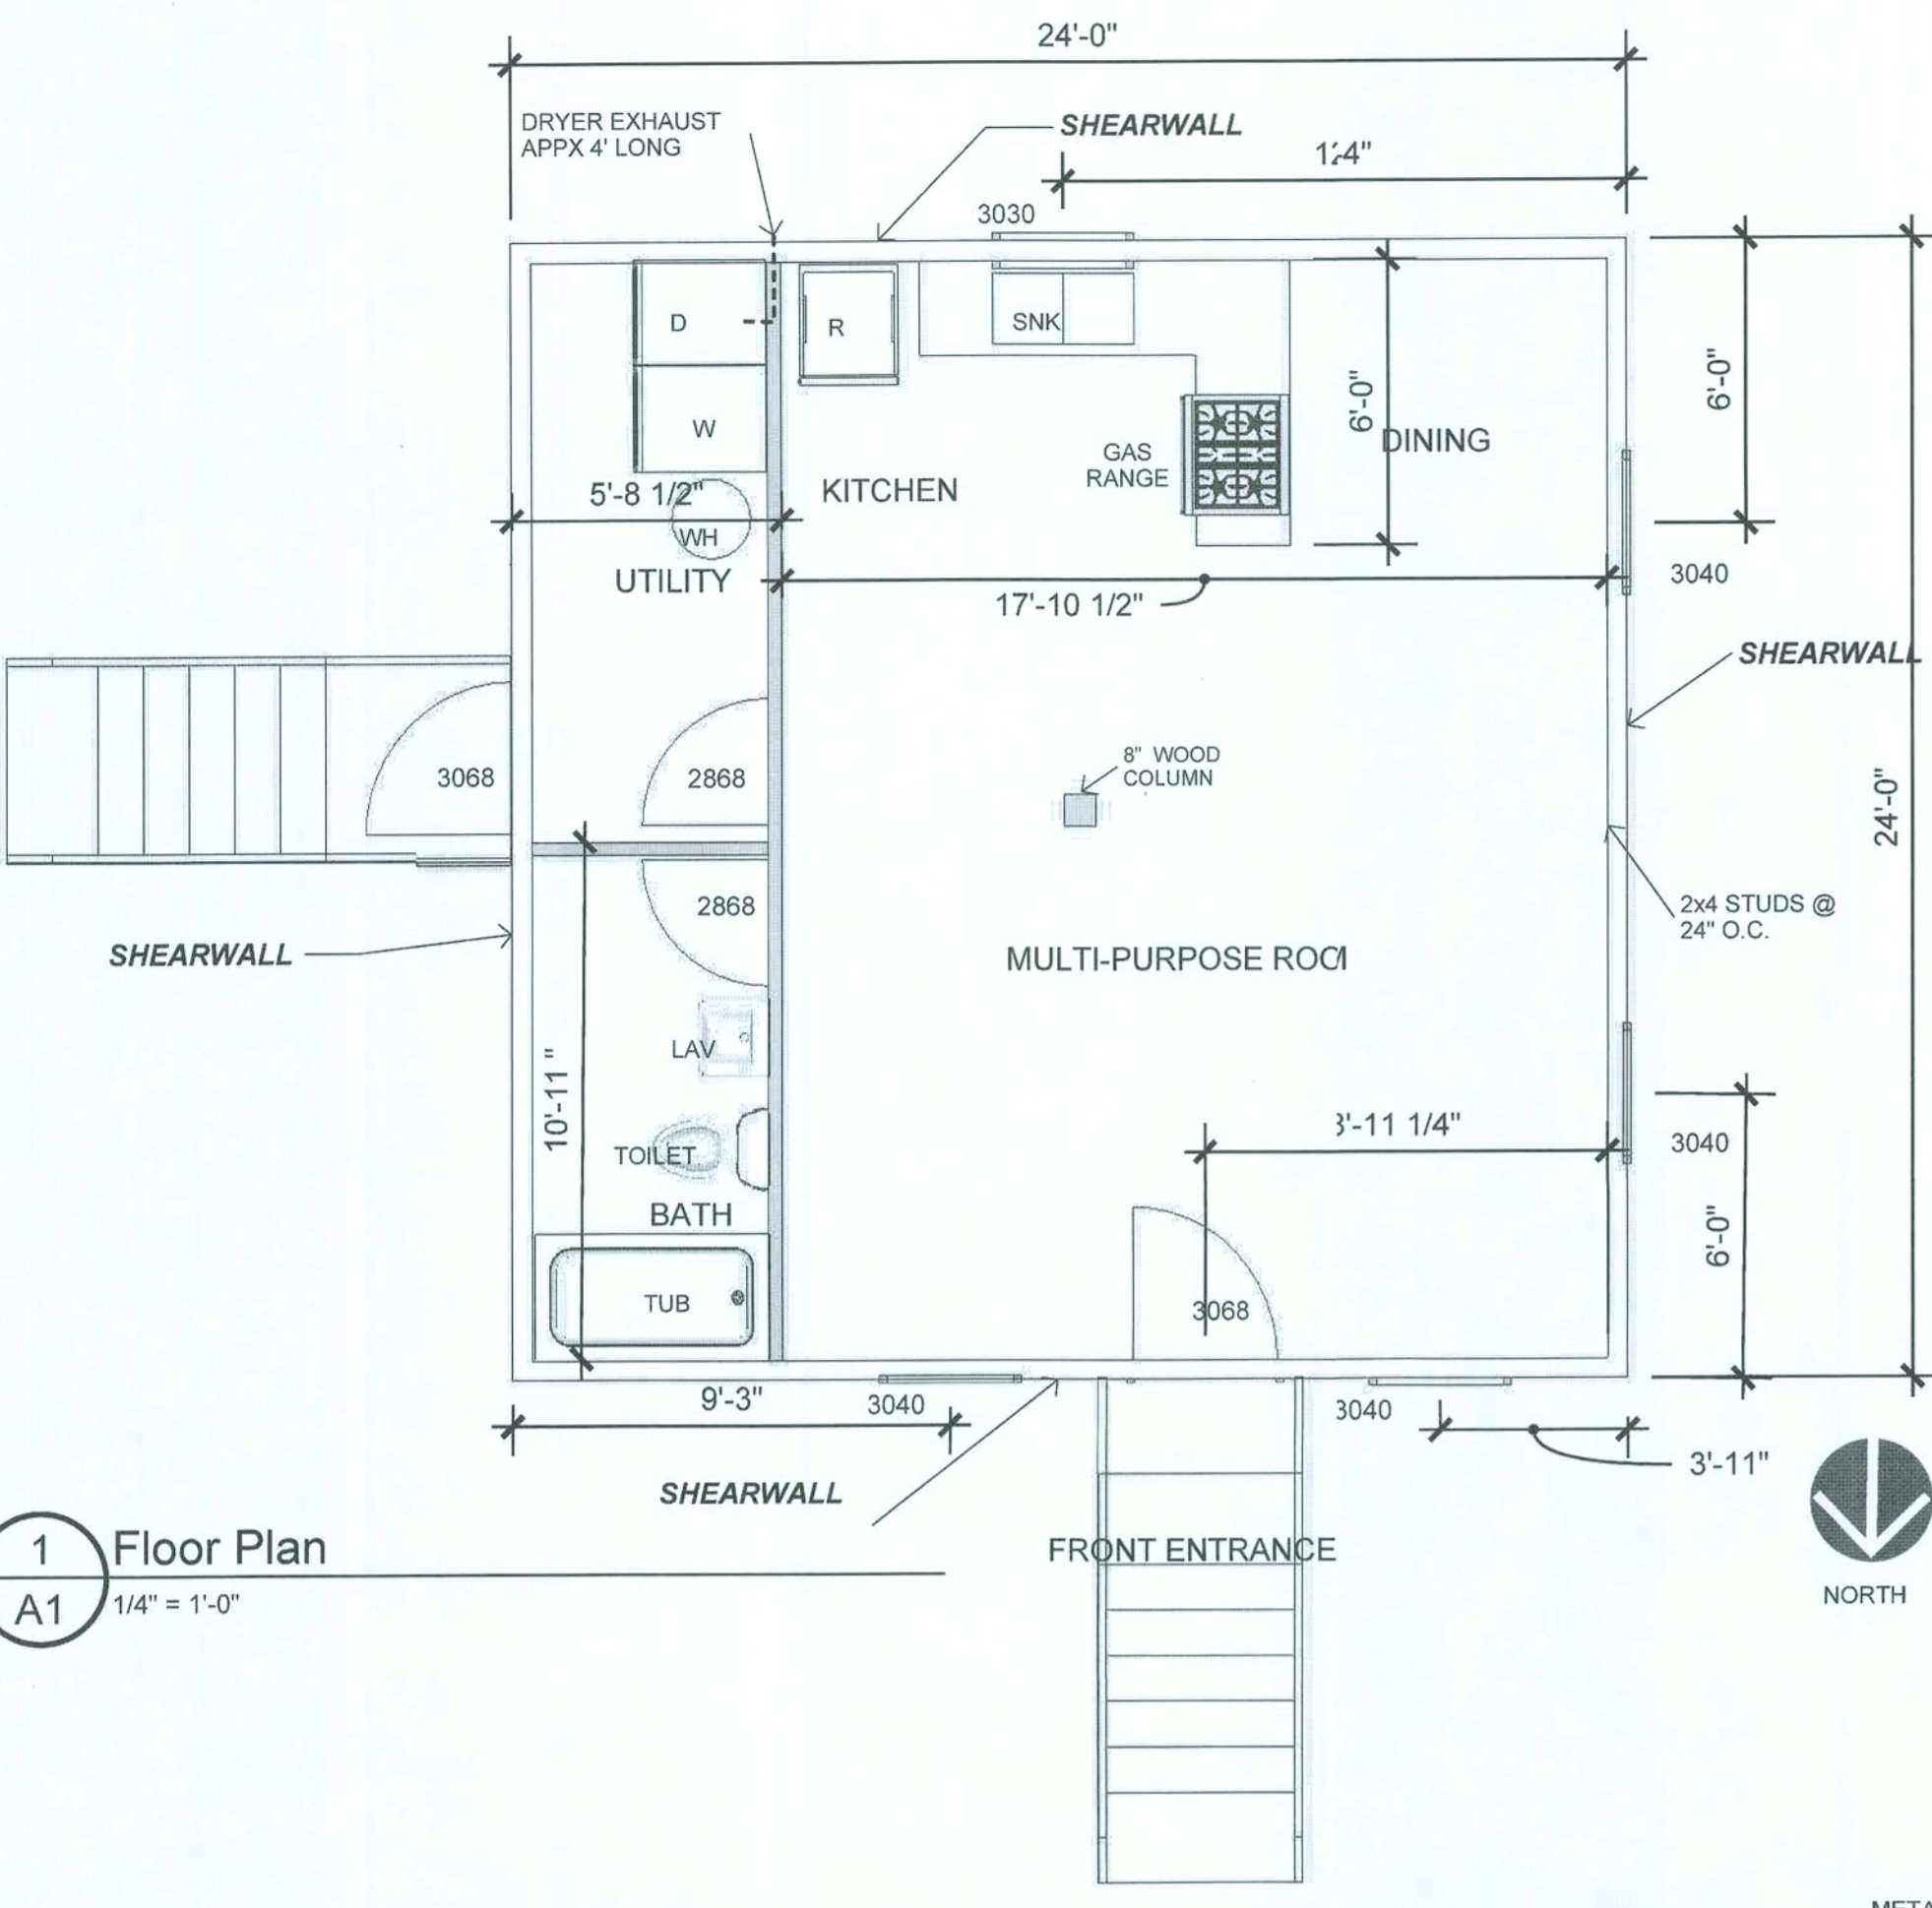 24'-0"
DRYER EXHAUST
APPX 4' LONG
SHEARWALL
3030
D
R
SNK
W
6'-0"
6'-0"
DINING
GAS
RANGE
KITCHEN
5'-8 1/2"
WH
UTILITY
17'-10 1/2"
3040
SHEARWALL
3068
2868
8" WOOD
COLUMN
24'-0"
2868
2x4 STUDS @
24" O.C.
SHEARWALL
MULTI-PURPOSE
LAV
10'-11 "
TOILET
3040
BATH
6'-0"
TUB
3068
9'-3"
3040
3'-11"
SHEARWALL
FRONT ENTRANCE
NORTH
1
A1
Floor Plan
1/4" = 1'-0"